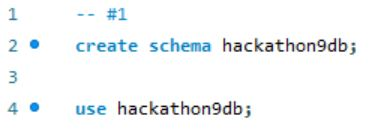 1 -- #1
2 create schema hackathon9db;
3
4 use hackathon9db;